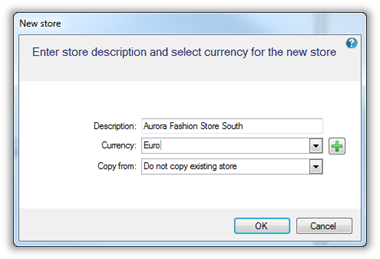 New store
Enter store description and select currency for the new store
Description: Aurora Fashion Store South
Currency: Euro
Copy from: Do not copy existing store
OK Cancel